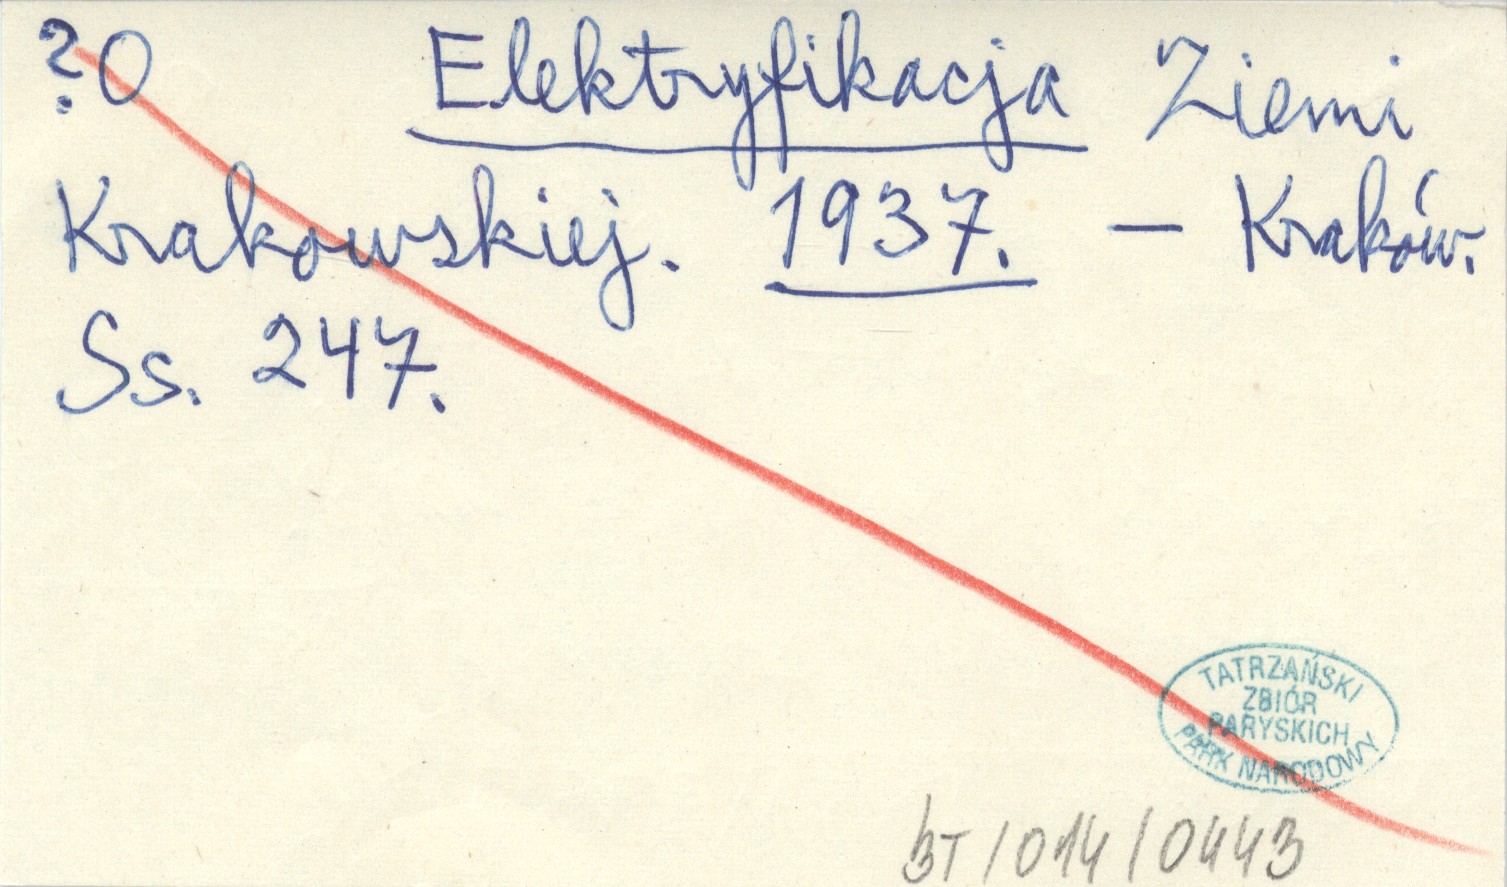 ?O Elektryfikacja Ziemi
Krakowskiej. 1937. — Kraków.
Ss. 247.
TATRZAŃSKI
ZBIÓR
PARYSKICH
PARK NARODOWY
BT/014/0443